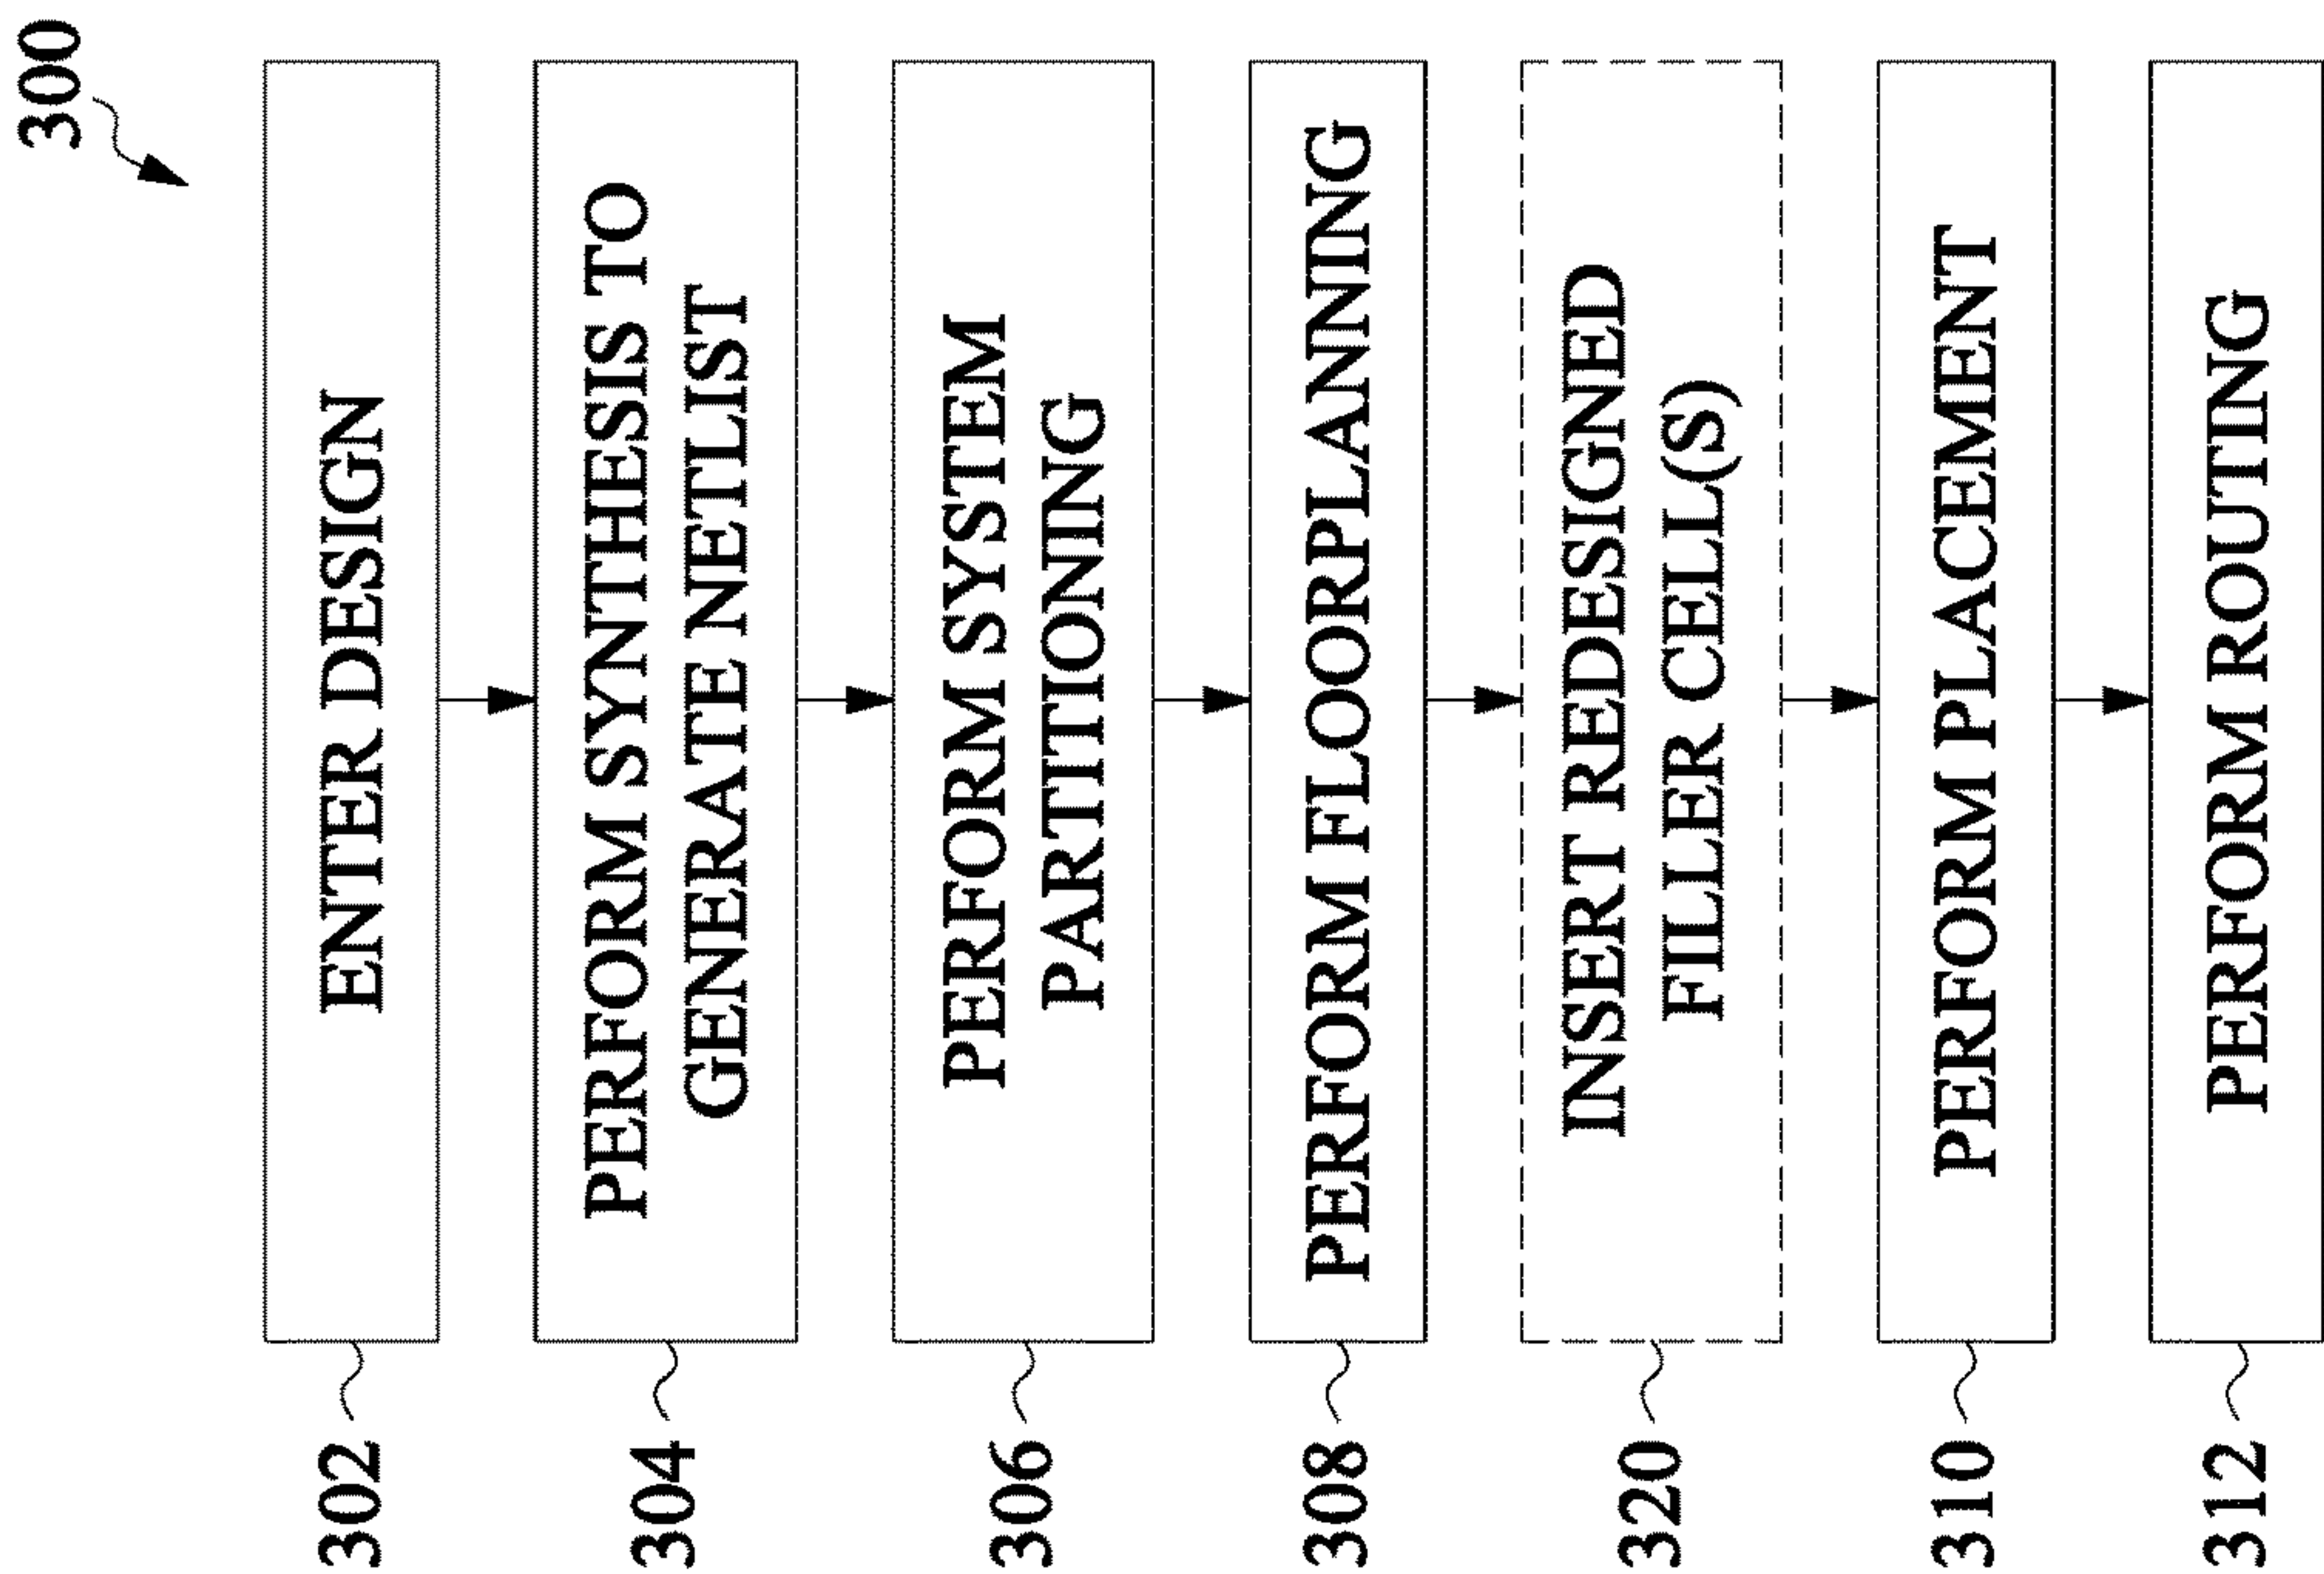 300
302
ENTER DESIGN
304
PERFORM SYNTHESIS TO
GENERATE NETLIST
306
PERFORM SYSTEM
PARTITIONING
308
PERFORM FLOORPLANNING
320
INSERT REDESIGNED
FILLER CELL(S)
310
PERFORM PLACEMENT
312
PERFORM ROUTING